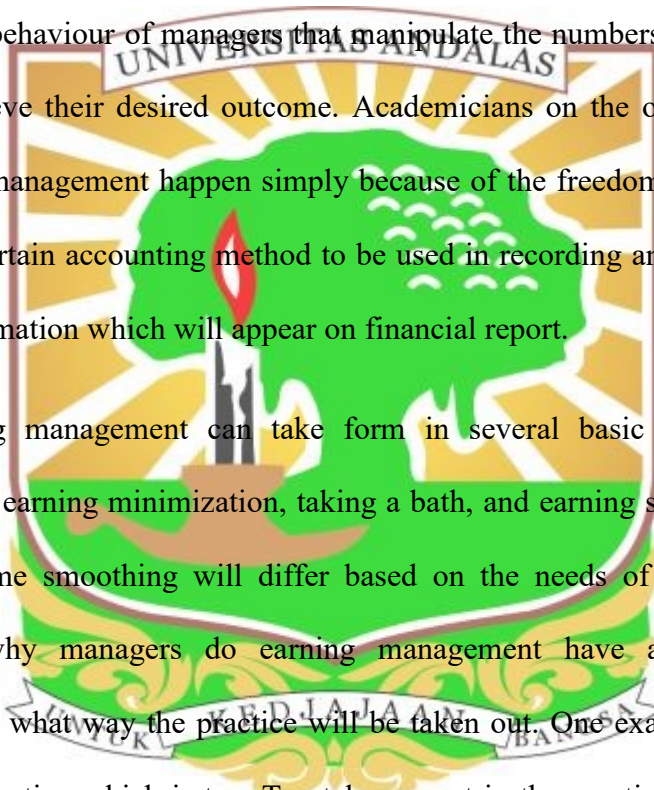 behaviour of managers that manipulate the numbers
UNIVERSITAS ANDALAS
eve their desired outcome. Academicians on the o
management happen simply because of the freedom
rtain accounting method to be used in recording an
mation which will appear on financial report.
g management can take form in several basic
earning minimization, taking a bath, and earning s
me smoothing will differ based on the needs of
why managers do earning management have a
what way the practice will be taken out. One exa
UNTUK KEDJAJAAN BANGSA